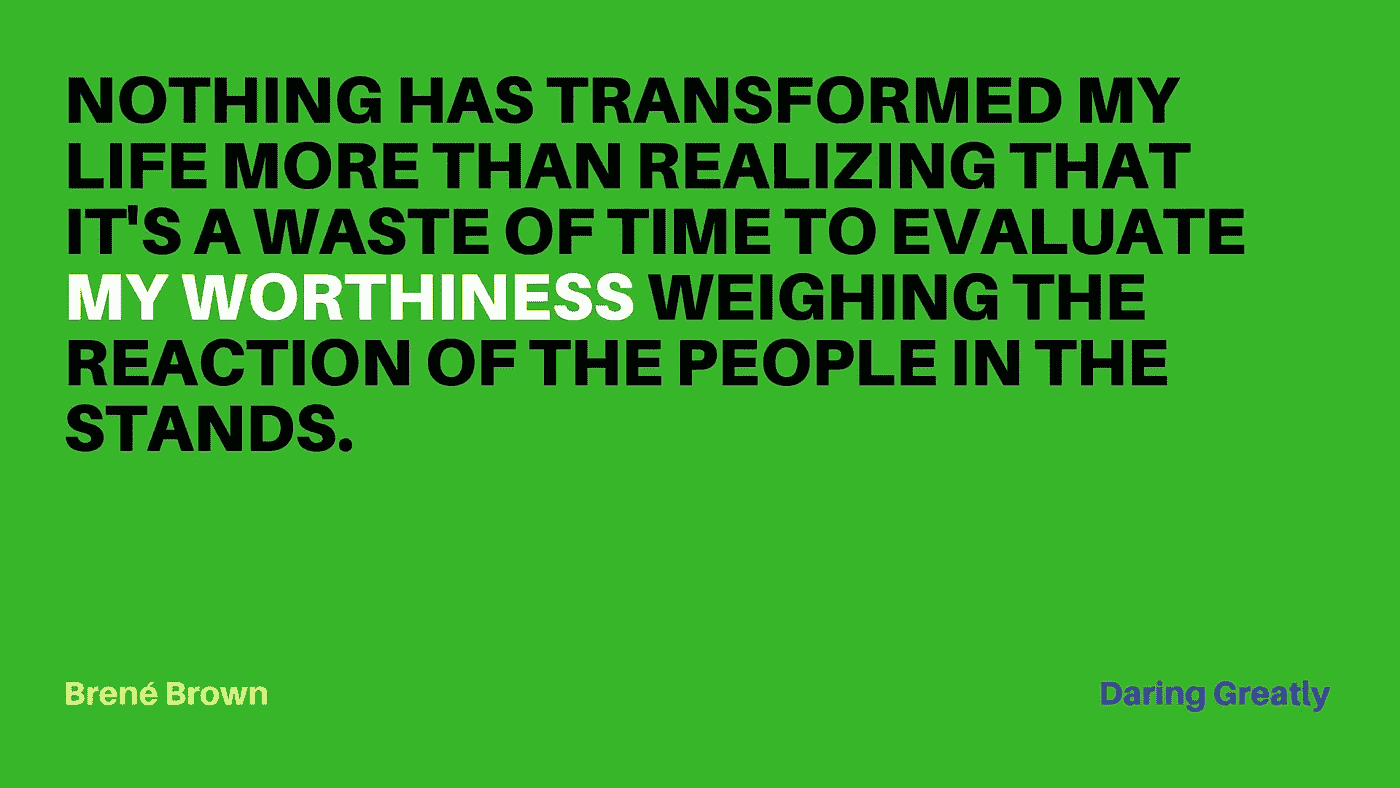 NOTHING HAS TRANSFORMED MY
LIFE MORE THAN REALIZING THAT
IT'S A WASTE OF TIME TO EVALUATE
MY WORTHINESS WEIGHING THE
REACTION OF THE PEOPLE IN THE
STANDS.
Brené Brown
Daring Greatly